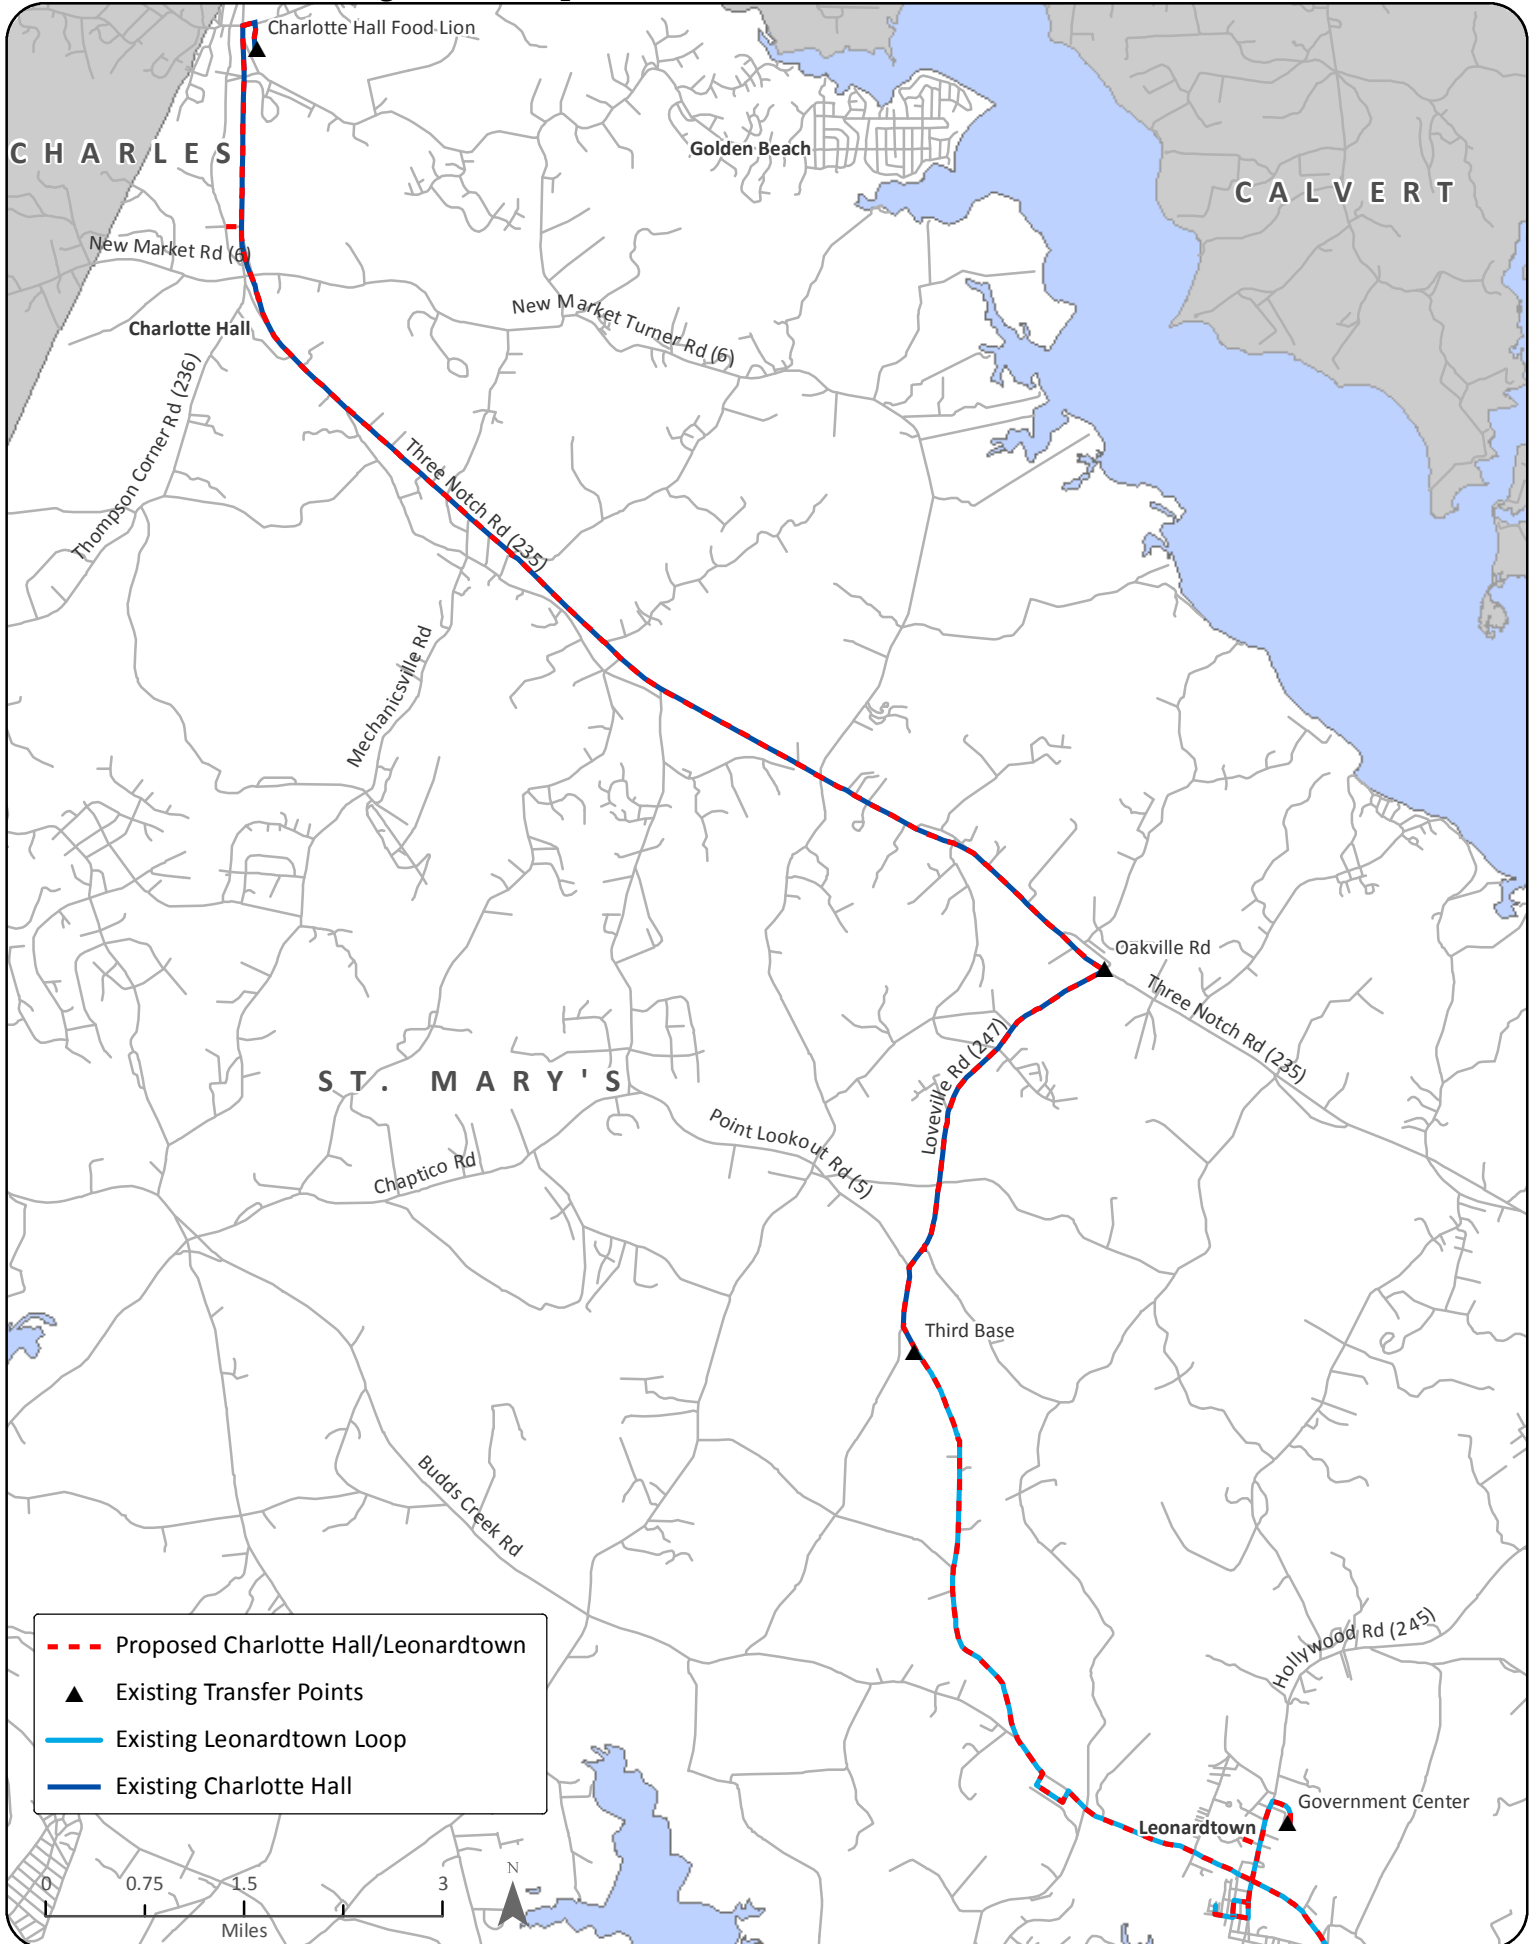 Charlotte Hall Food Lion
CHARLES
Golden Beach
CALVERT
New Market Rd (6)
Charlotte Hall
New Market Turner Rd (6)
Thompson Corner Rd (236)
Three Notch Rd (235)
Mechanicsville Rd
Oakville Rd
Three Notch Rd (235)
Loveville Rd (247)
ST. MARY'S
Point Lookout Rd (5)
Chaptico Rd
Third Base
Budds Creek Rd
Hollywood Rd (245)
Proposed Charlotte Hall/Leonardtown
Existing Transfer Points
Existing Leonardtown Loop
Existing Charlotte Hall
Government Center
Leonardtown
0 0.75 1.5 3
Miles
N